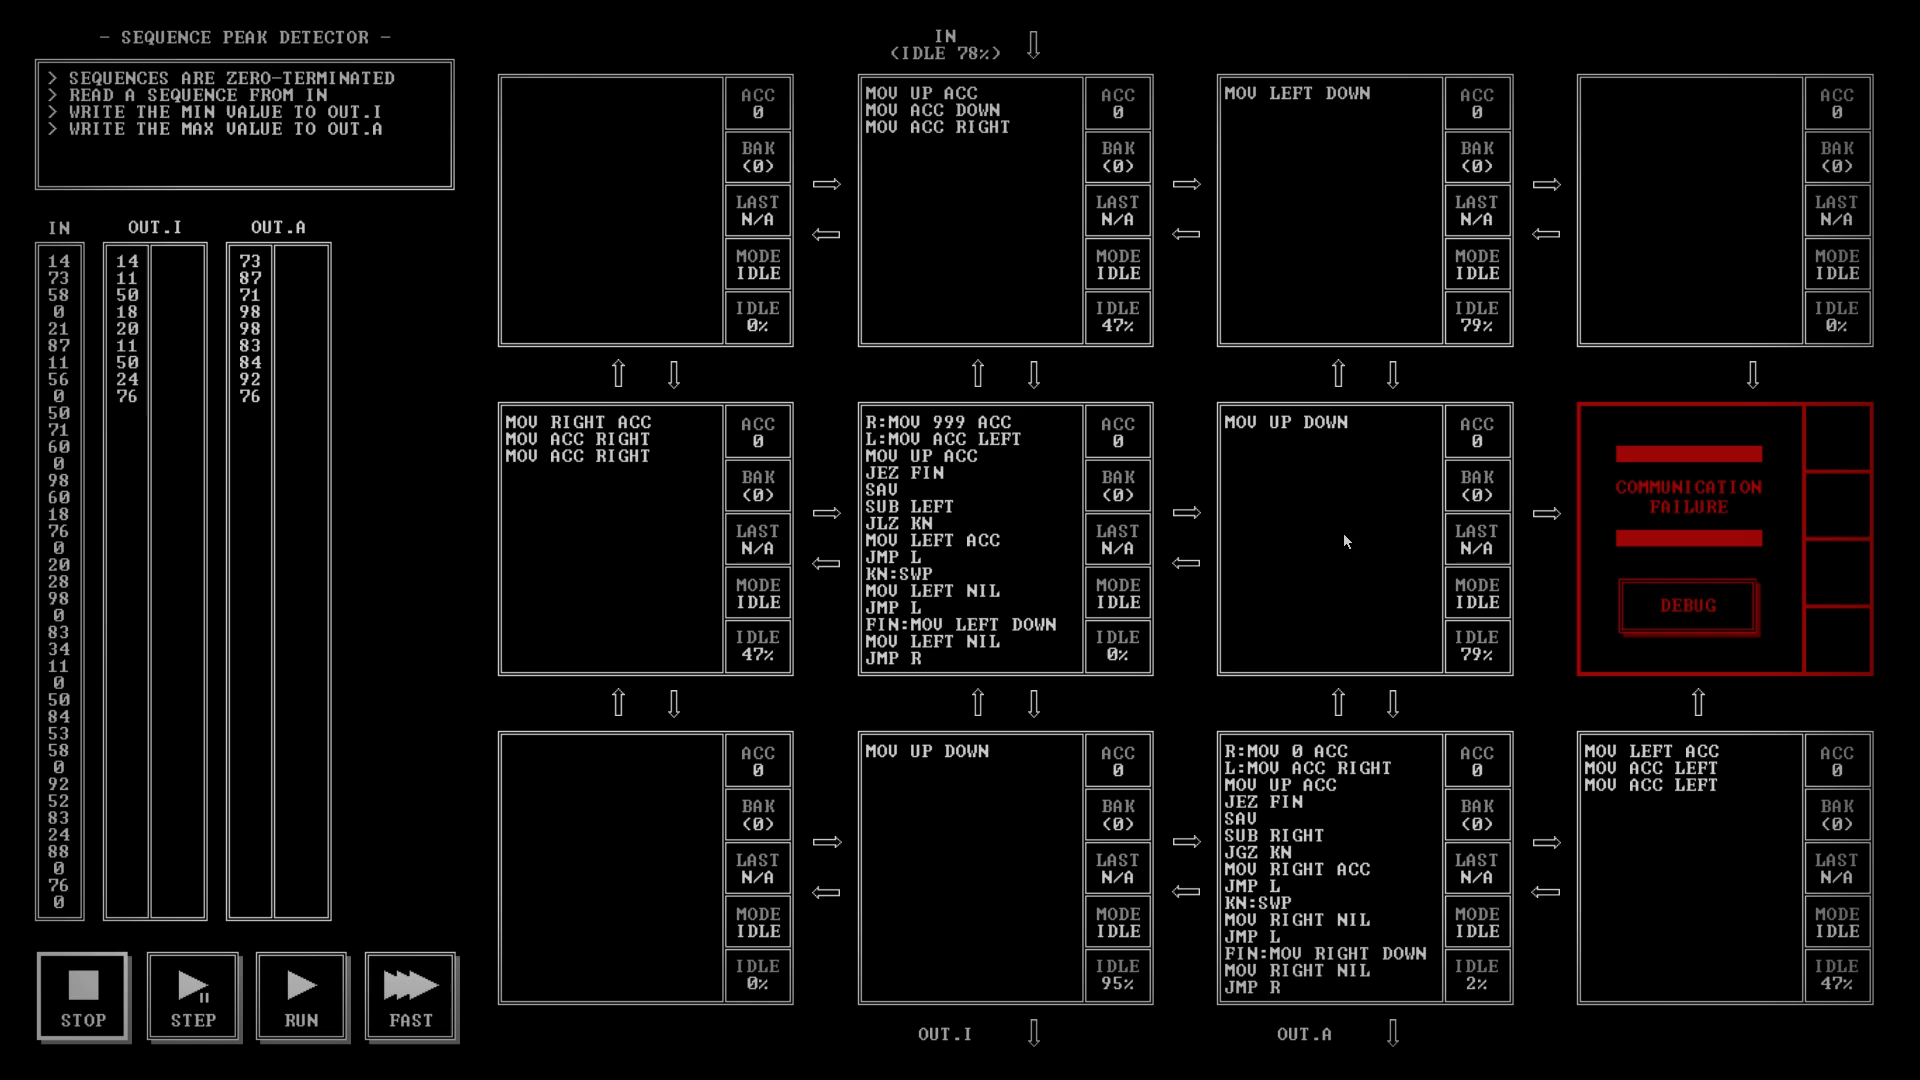 - SEQUENCE PEAK DETECTOR -
> SEQUENCES ARE ZERO-TERMINATED
> READ A SEQUENCE FROM IN
> WRITE THE MIN VALUE TO OUT.I
> WRITE THE MAX VALUE TO OUT.A
IN
OUT.I
OUT.A
14
73
58
0
21
87
11
56
0
50
71
60
0
98
60
18
76
0
20
28
98
0
83
34
11
0
50
84
53
58
0
92
52
83
24
88
0
76
0
14
11
50
18
20
11
50
24
76
73
87
71
98
98
83
84
92
76
STOP
STEP
RUN
FAST
IN
(IDLE 78%)
ACC
0
BAK
(0)
LAST
N/A
MODE
IDLE
IDLE
0%
MOV UP ACC
MOV ACC DOWN
MOV ACC RIGHT
ACC
0
BAK
(0)
LAST
N/A
MODE
IDLE
IDLE
47%
MOV LEFT DOWN
ACC
0
BAK
(0)
LAST
N/A
MODE
IDLE
IDLE
79%
ACC
0
BAK
(0)
LAST
N/A
MODE
IDLE
IDLE
0%
MOV RIGHT ACC
MOV ACC RIGHT
MOV ACC RIGHT
ACC
0
BAK
(0)
LAST
N/A
MODE
IDLE
IDLE
47%
R:MOV 999 ACC
L:MOV ACC LEFT
MOV UP ACC
JEZ FIN
SAV
SUB LEFT
JLZ KN
MOV LEFT ACC
JMP L
KN:SWP
MOV LEFT NIL
JMP L
FIN:MOV LEFT DOWN
MOV LEFT NIL
JMP R
ACC
0
BAK
(0)
LAST
N/A
MODE
IDLE
IDLE
0%
MOV UP DOWN
ACC
0
BAK
(0)
LAST
N/A
MODE
IDLE
IDLE
79%
COMMUNICATION
FAILURE
DEBUG
ACC
0
BAK
(0)
LAST
N/A
MODE
IDLE
IDLE
0%
MOV UP DOWN
ACC
0
BAK
(0)
LAST
N/A
MODE
IDLE
IDLE
95%
R:MOV 0 ACC
L:MOV ACC RIGHT
MOV UP ACC
JEZ FIN
SAV
SUB RIGHT
JGZ KN
MOV RIGHT ACC
JMP L
KN:SWP
MOV RIGHT NIL
JMP L
FIN:MOV RIGHT DOWN
MOV RIGHT NIL
JMP R
ACC
0
BAK
(0)
LAST
N/A
MODE
IDLE
IDLE
2%
MOV LEFT ACC
MOV ACC LEFT
MOV ACC LEFT
ACC
0
BAK
(0)
LAST
N/A
MODE
IDLE
IDLE
47%
OUT.I
OUT.A